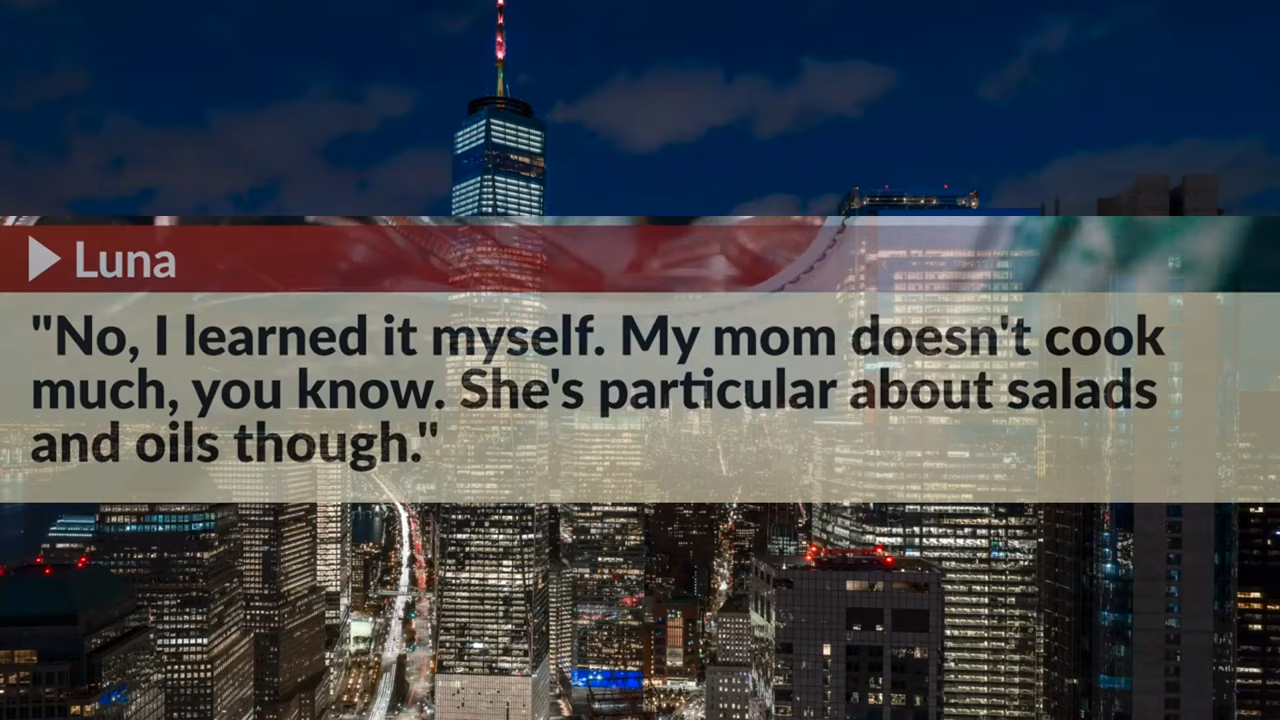 Luna
"No, I learned it myself. My mom doesn't cook
much, you know. She's particular about salads
and oils though."